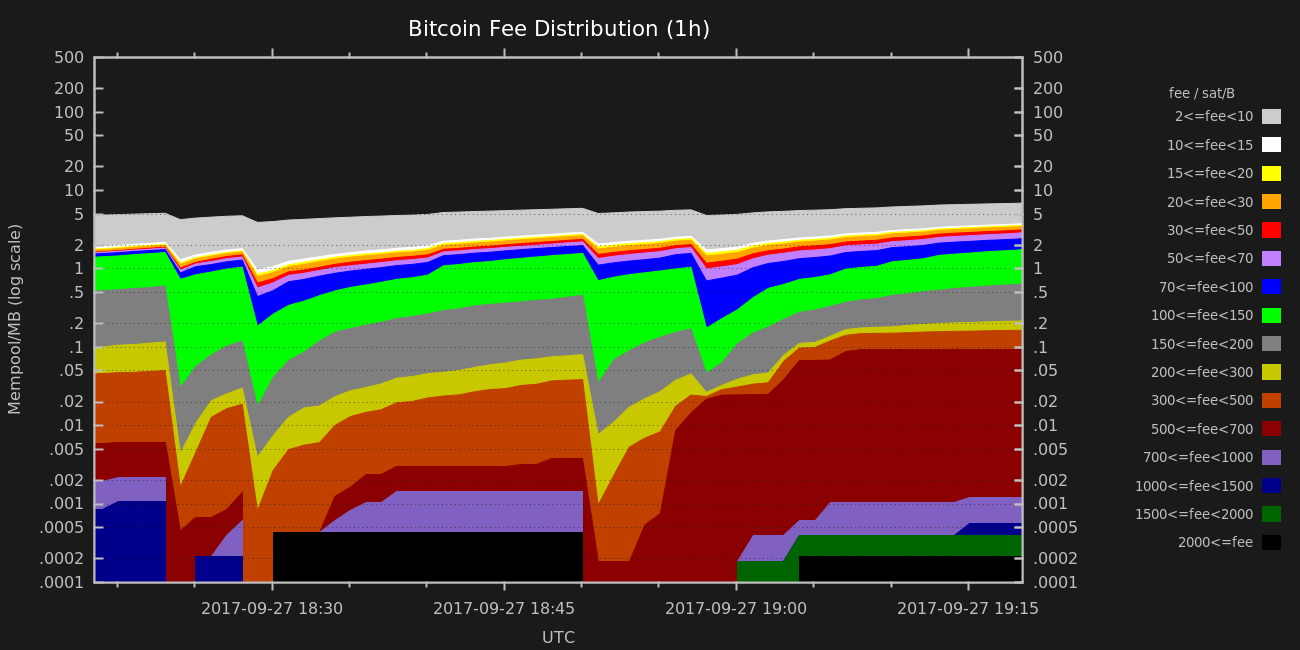 Bitcoin Fee Distribution (1h)
Mempool/MB (log scale)
500
200
100
50
20
10
5
2
1
.5
.2
.1
.05
.02
.01
.005
.002
.001
.0005
.0002
.0001
500
200
100
50
20
10
5
2
1
.5
.2
.1
.05
.02
.01
.005
.002
.001
.0005
.0002
.0001
2017-09-27 18:30 2017-09-27 18:45 2017-09-27 19:00 2017-09-27 19:15
UTC
fee / sat/B
2<=fee<10
10<=fee<15
15<=fee<20
20<=fee<30
30<=fee<50
50<=fee<70
70<=fee<100
100<=fee<150
150<=fee<200
200<=fee<300
300<=fee<500
500<=fee<700
700<=fee<1000
1000<=fee<1500
1500<=fee<2000
2000<=fee